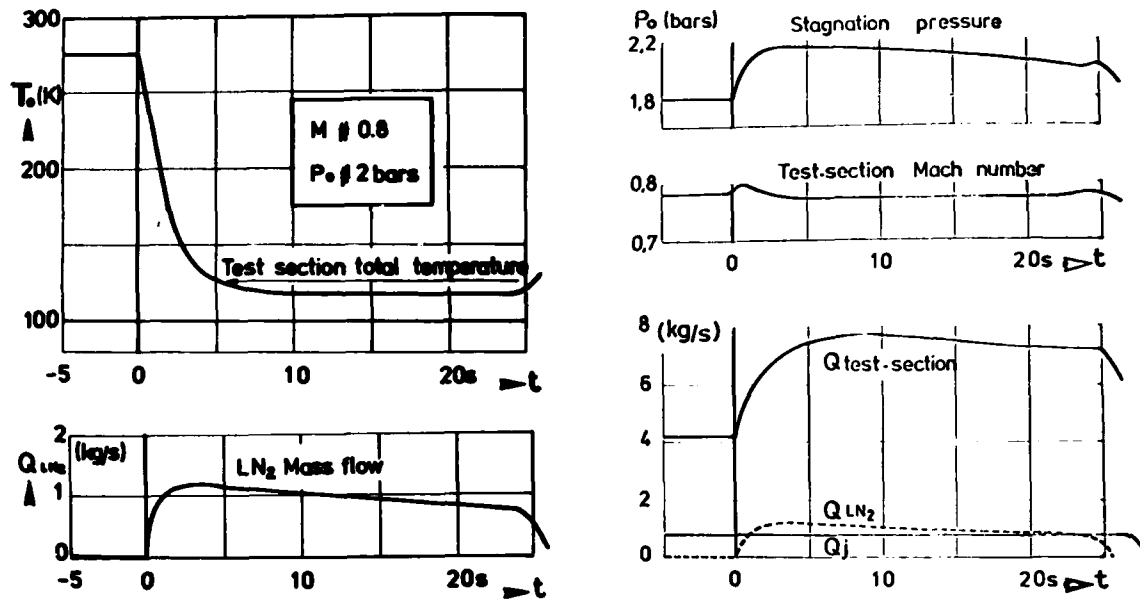 300
T₀(K)
200
100
-5
0
10
20s
t
M # 0.8
P₀ # 2 bars
Test section total temperature
2
(kg/s)
Q LN₂
1
0
LN₂ Mass flow
-5
0
10
20s
t
P₀ (bars)
Stagnation pressure
2,2
1,8
Test-section Mach number
0,8
0,7
0
10
20s
t
8
(kg/s)
4
2
0
Q test-section
Q LN₂
Qj
0
10
20s
t